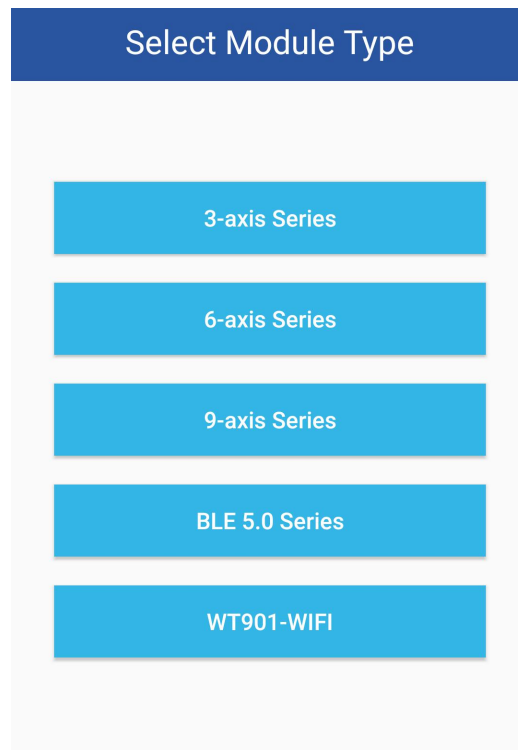 Select Module Type
3-axis Series
6-axis Series
9-axis Series
BLE 5.0 Series
WT901-WIFI